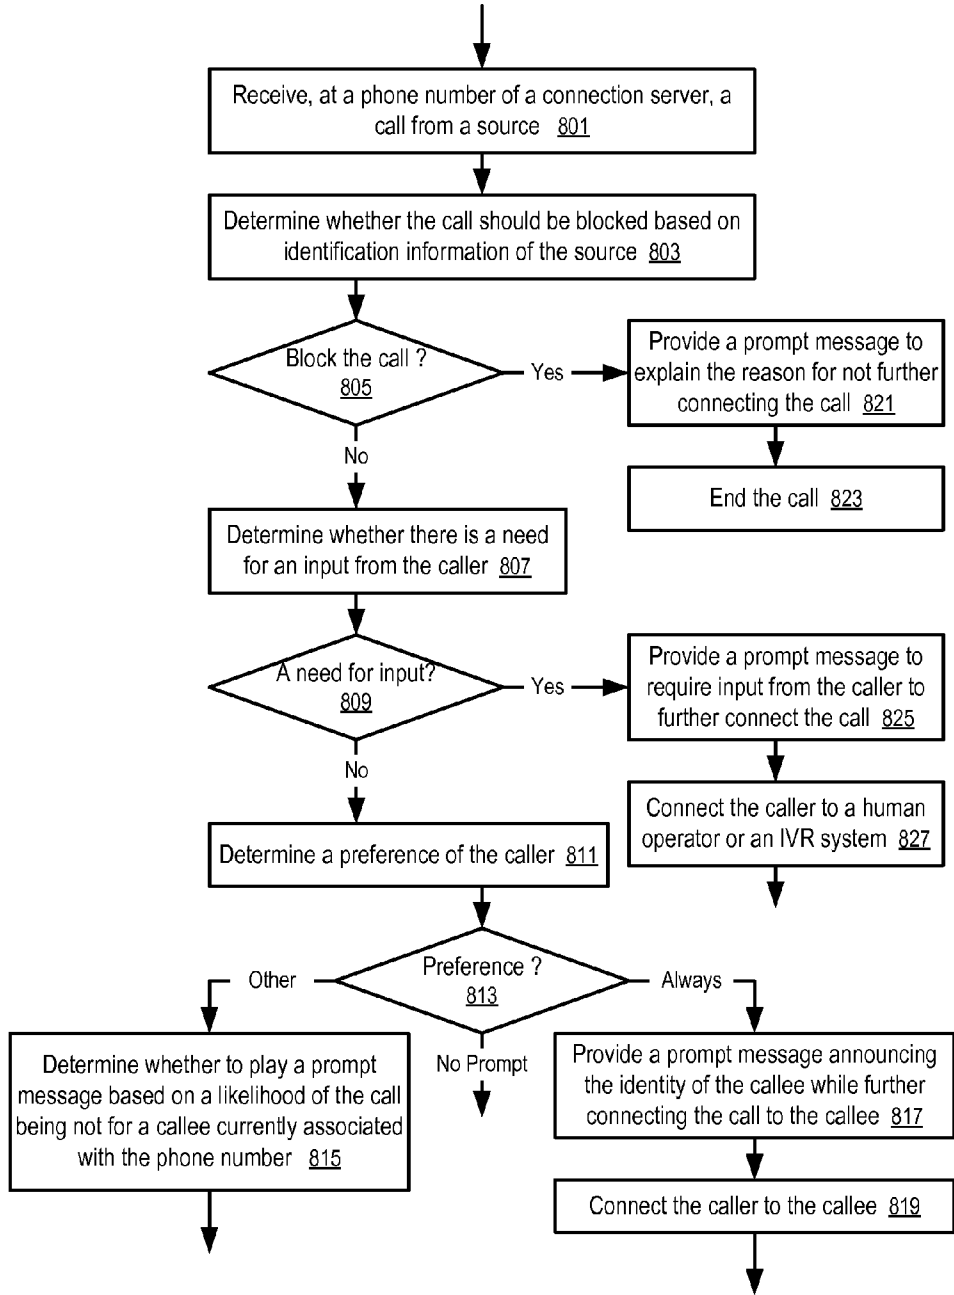 Receive, at a phone number of a connection server, a
call from a source 801
Determine whether the call should be blocked based on
identification information of the source 803
Block the call ?
805
Yes
Provide a prompt message to
explain the reason for not further
connecting the call 821
No
End the call 823
Determine whether there is a need
for an input from the caller 807
A need for input?
809
Yes
Provide a prompt message to
require input from the caller to
further connect the call 825
No
Connect the caller to a human
operator or an IVR system 827
Determine a preference of the caller 811
Preference ?
813
Other
Always
No Prompt
Determine whether to play a prompt
message based on a likelihood of the call
being not for a callee currently associated
with the phone number 815
Provide a prompt message announcing
the identity of the callee while further
connecting the call to the callee 817
Connect the caller to the callee 819